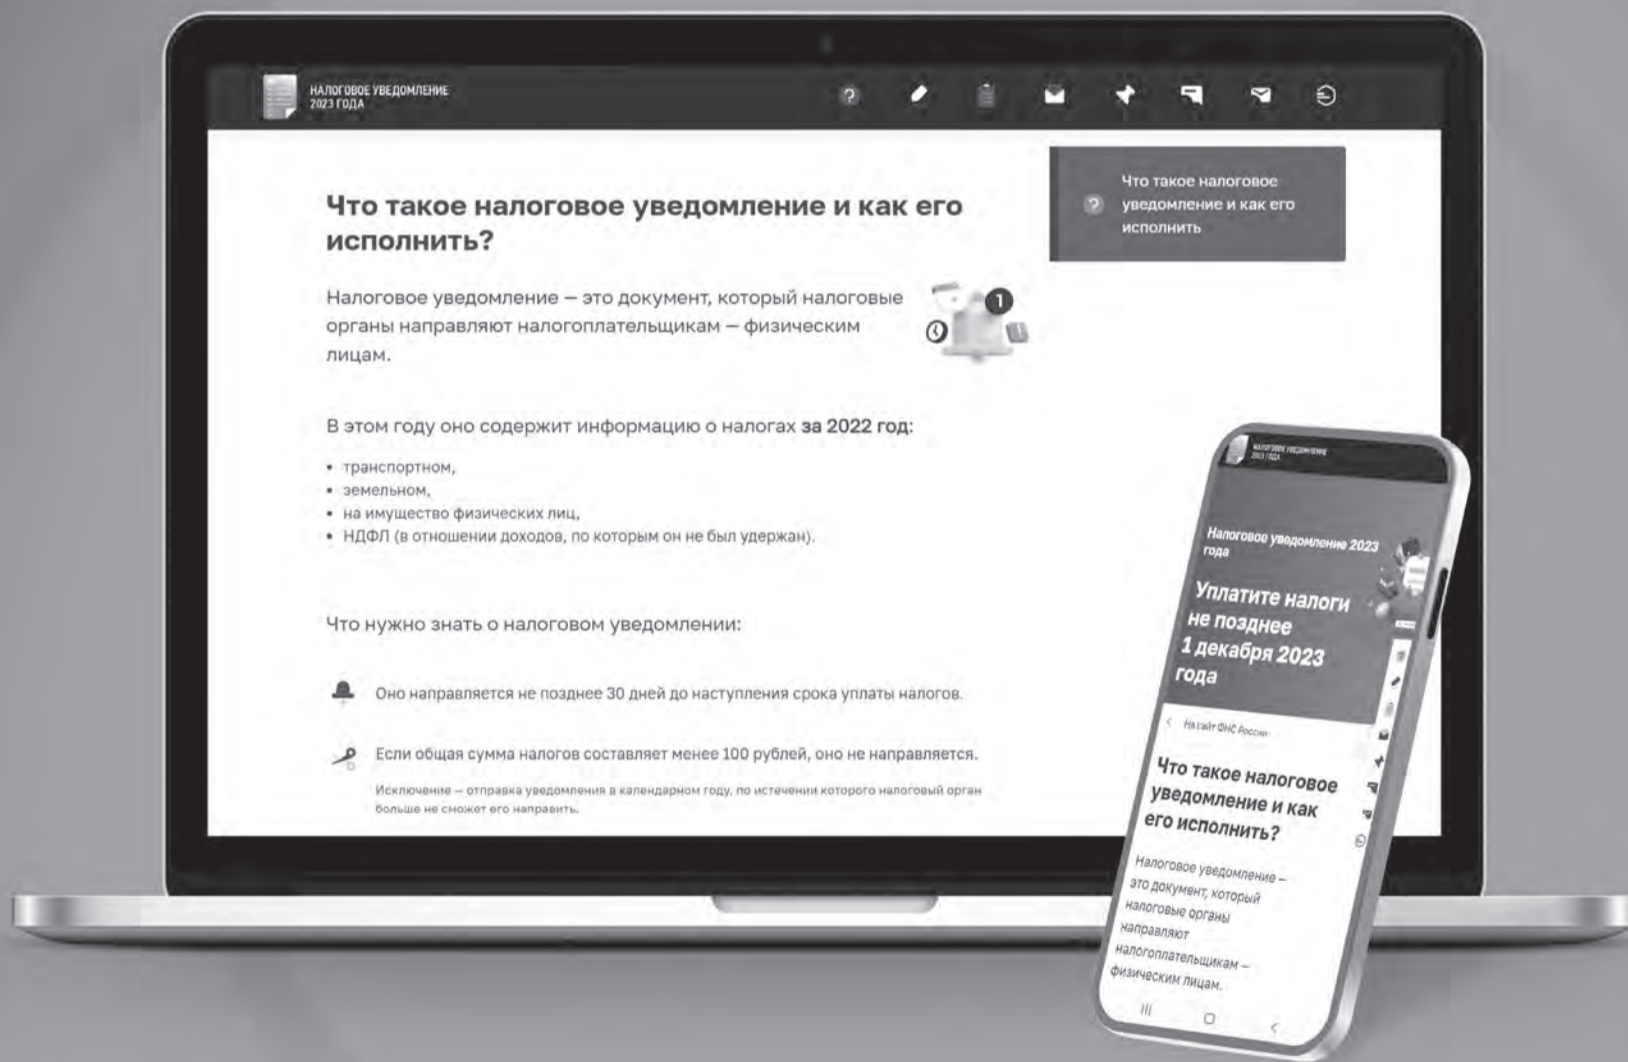 НАЛОГОВОЕ УВЕДОМЛЕНИЕ
2023 ГОДА
Что такое налоговое уведомление и как его
исполнить?
Что такое налоговое
уведомление и как его
исполнить
Налоговое уведомление — это документ, который налоговые
органы направляют налогоплательщикам — физическим
лицам.
1
В этом году оно содержит информацию о налогах за 2022 год:
• транспортном,
• земельном,
• на имущество физических лиц,
• НДФЛ (в отношении доходов, по которым он не был удержан).
Что нужно знать о налоговом уведомлении:
Оно направляется не позднее 30 дней до наступления срока уплаты налогов.
Если общая сумма налогов составляет менее 100 рублей, оно не направляется.
Исключение — отправка уведомления в календарном году, по истечении которого налоговый орган
больше не сможет его направить.
НАЛОГОВОЕ УВЕДОМЛЕНИЕ
2023 ГОДА
Налоговое уведомление 2023
года
Уплатите налоги
не позднее
1 декабря 2023
года
На сайт ФНС России
Что такое налоговое
уведомление и как
его исполнить?
Налоговое уведомление —
это документ, который
налоговые органы
направляют
налогоплательщикам —
физическим лицам.